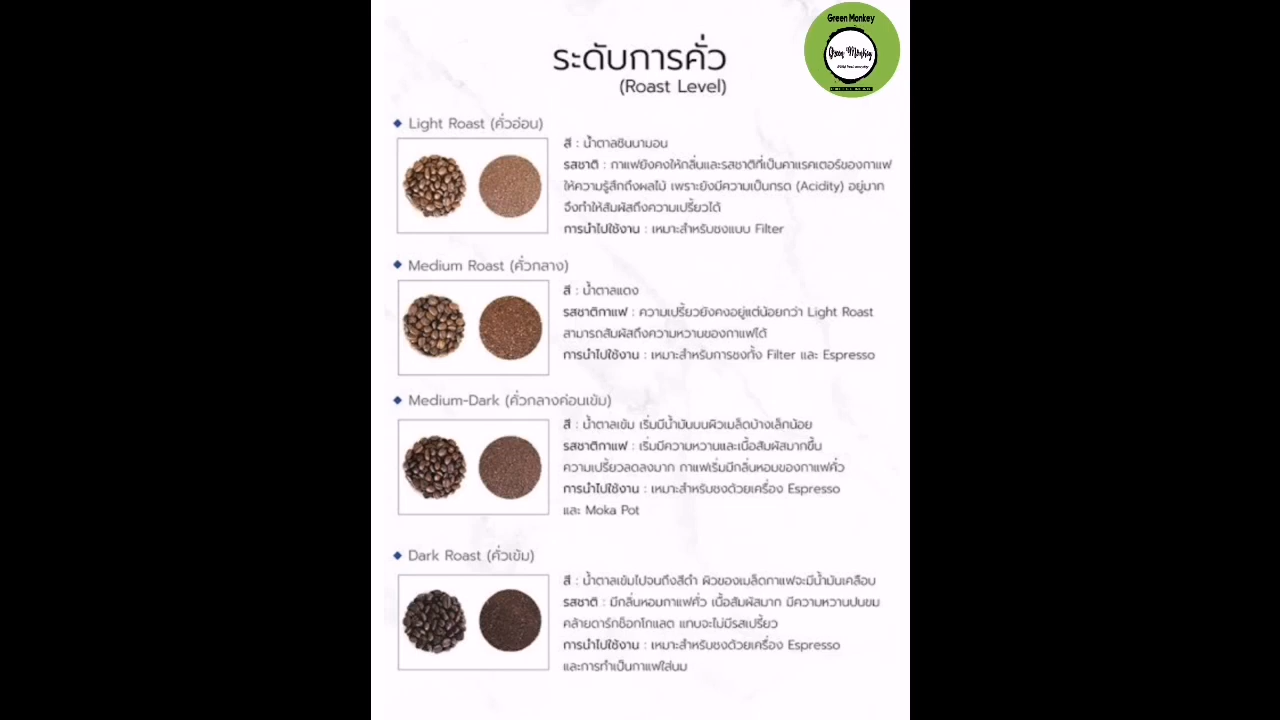 Green Monkey
Green Monkey
ระดับการคั่ว
(Roast Level)
Light Roast (คั่วอ่อน)
สี : น้ำตาลซินนามอน
รสชาติ : กาแฟยังคงให้กลิ่นและรสชาติที่เป็นคาแรคเตอร์ของกาแฟ
ให้ความรู้สึกถึงผลไม้ เพราะยังมีความเป็นกรด (Acidity) อยู่มาก
จึงทำให้สัมผัสถึงความเปรี้ยวได้
การนำไปใช้งาน : เหมาะสำหรับชงแบบ Filter
Medium Roast (คั่วกลาง)
สี : น้ำตาลแดง
รสชาติกาแฟ : ความเปรี้ยวยังคงอยู่แต่น้อยกว่า Light Roast
สามารถสัมผัสถึงความหวานของกาแฟได้
การนำไปใช้งาน : เหมาะสำหรับการชงทั้ง Filter และ Espresso
Medium-Dark (คั่วกลางค่อนเข้ม)
สี : น้ำตาลเข้ม เริ่มมีน้ำมันบนผิวเมล็ดบ้างเล็กน้อย
รสชาติกาแฟ : เริ่มมีความหวานและเนื้อสัมผัสมากขึ้น
ความเปรี้ยวลดลงมาก กาแฟเริ่มมีกลิ่นหอมของกาแฟคั่ว
การนำไปใช้งาน : เหมาะสำหรับชงด้วยเครื่อง Espresso
และ Moka Pot
Dark Roast (คั่วเข้ม)
สี : น้ำตาลเข้มไปจนถึงสีดำ ผิวของเมล็ดกาแฟจะมีน้ำมันเคลือบ
รสชาติ : มีกลิ่นหอมกาแฟคั่ว เนื้อสัมผัสมาก มีความหวานปนขม
คล้ายดาร์กช็อกโกแลต แทบจะไม่มีรสเปรี้ยว
การนำไปใช้งาน : เหมาะสำหรับชงด้วยเครื่อง Espresso
และการทำเป็นกาแฟใส่นม